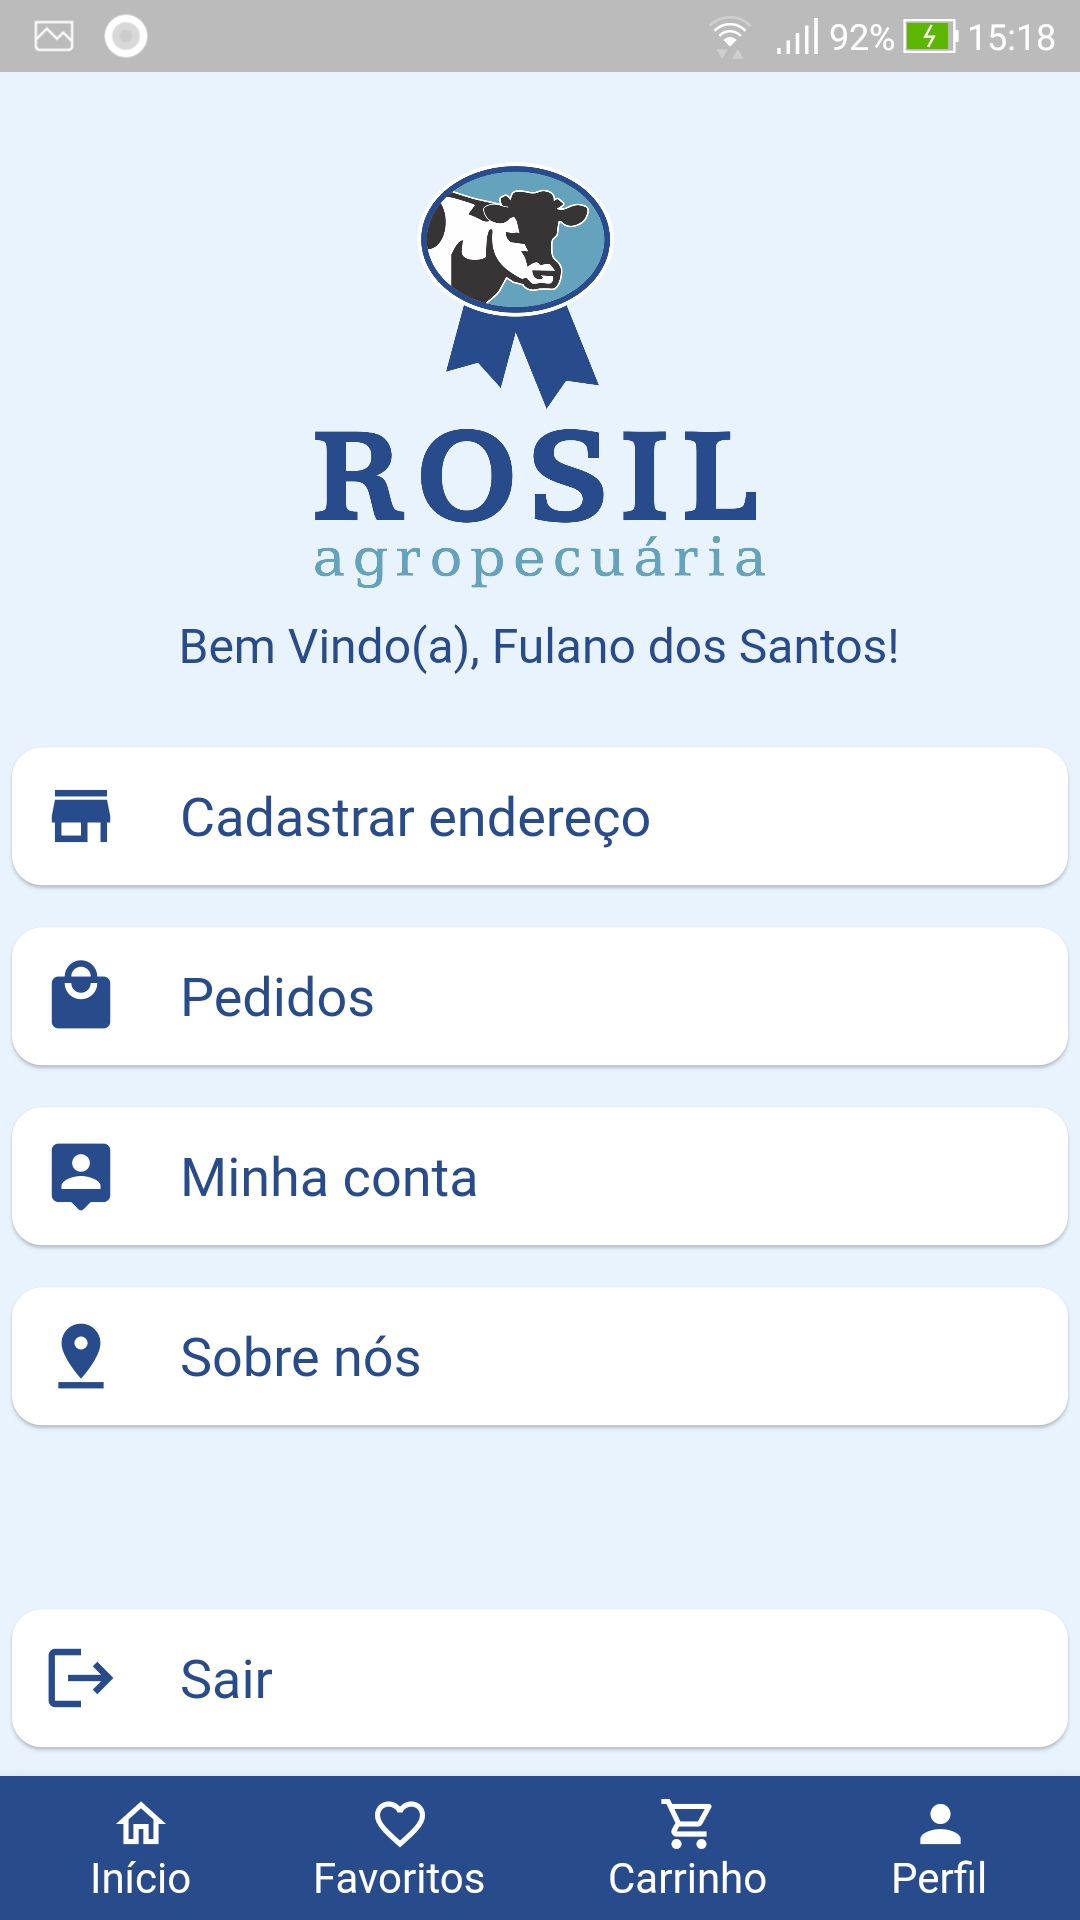 92% 15:18
ROSIL
agropecuária
Bem Vindo(a), Fulano dos Santos!
Cadastrar endereço
Pedidos
Minha conta
Sobre nós
Sair
Início Favoritos Carrinho Perfil